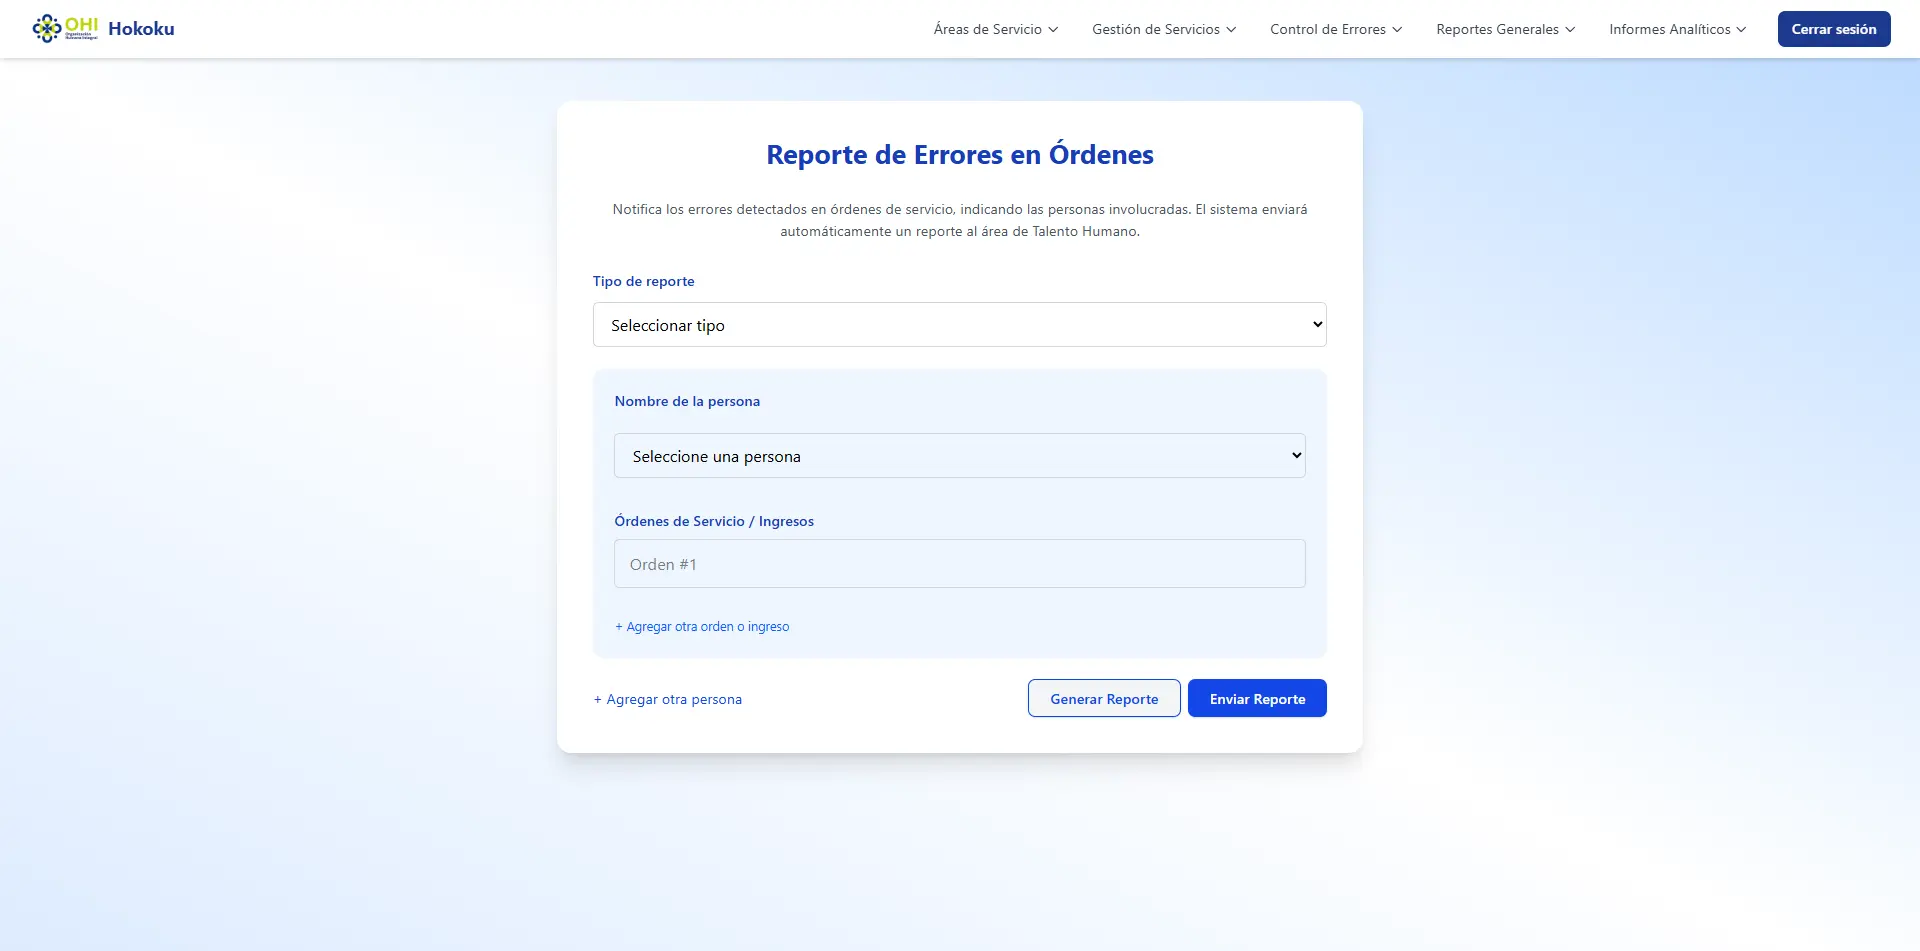 OHI
Hokoku
Áreas de Servicio
Gestión de Servicios
Control de Errores
Reportes Generales
Informes Analíticos
Cerrar sesión
Reporte de Errores en Órdenes
Notifica los errores detectados en órdenes de servicio, indicando las personas involucradas. El sistema enviará
automáticamente un reporte al área de Talento Humano.
Tipo de reporte
Seleccionar tipo
Nombre de la persona
Seleccione una persona
Órdenes de Servicio / Ingresos
Orden #1
+ Agregar otra orden o ingreso
+ Agregar otra persona
Generar Reporte
Enviar Reporte